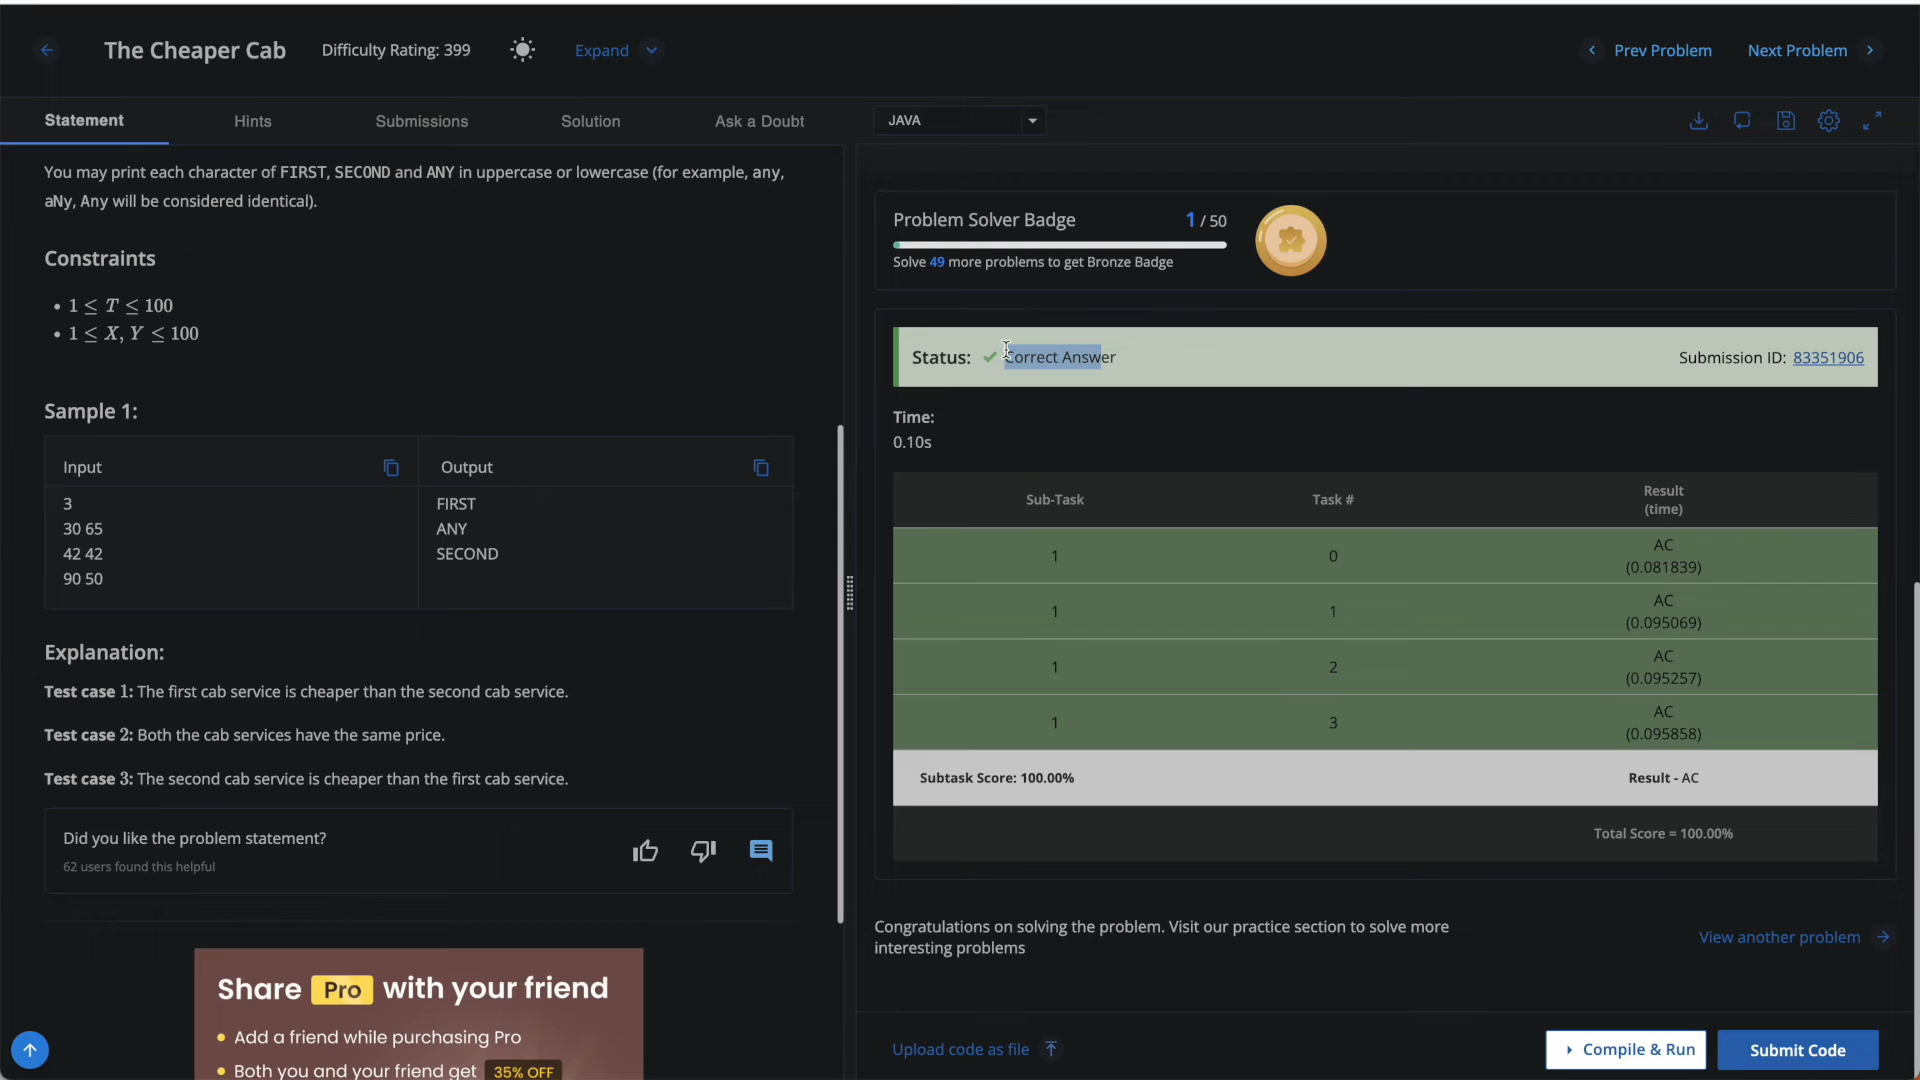 The Cheaper Cab
Difficulty Rating: 399
Expand
Prev Problem
Next Problem
Statement
Hints
Submissions
Solution
Ask a Doubt
JAVA
You may print each character of FIRST, SECOND and ANY in uppercase or lowercase (for example, any,
aNy, Any will be considered identical).
Constraints
• 1 ≤ T ≤ 100
• 1 ≤ X, Y ≤ 100
Sample 1:
Input
Output
3
30 65
42 42
90 50
FIRST
ANY
SECOND
Explanation:
Test case 1: The first cab service is cheaper than the second cab service.
Test case 2: Both the cab services have the same price.
Test case 3: The second cab service is cheaper than the first cab service.
Did you like the problem statement?
62 users found this helpful
Share Pro with your friend
• Add a friend while purchasing Pro
• Both you and your friend get 35% OFF
Problem Solver Badge
1 / 50
Solve 49 more problems to get Bronze Badge
Status: Correct Answer
Submission ID: 83351906
Time:
0.10s
Sub-Task Task # Result
(time)
1 0 AC
(0.081839)
1 1 AC
(0.095069)
1 2 AC
(0.095257)
1 3 AC
(0.095858)
Subtask Score: 100.00% Result - AC
Total Score = 100.00%
Congratulations on solving the problem. Visit our practice section to solve more
interesting problems
View another problem
Upload code as file
Compile & Run
Submit Code